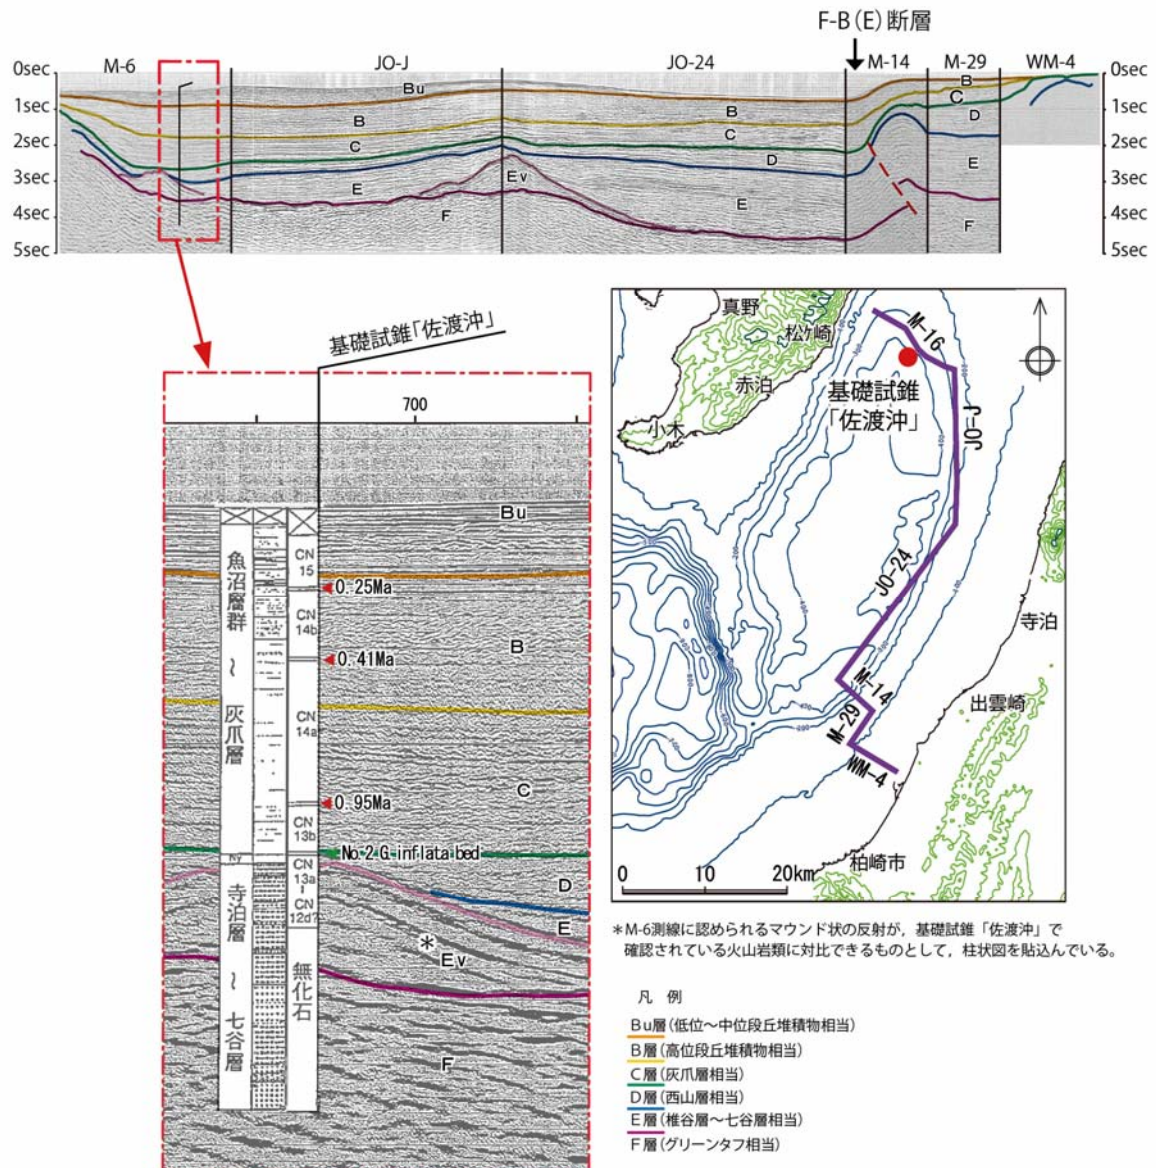 F-B(E)断層
M-6
JO-J
JO-24
M-14
M-29
WM-4
0sec
1sec
2sec
3sec
4sec
5sec
0sec
1sec
2sec
3sec
4sec
5sec
Bu
B
B
B
C
C
C
D
D
E
E
E
Ev
F
F
基礎試錐「佐渡沖」
700
Bu
魚沼層群
~
灰爪層
Ny
寺泊層
~
七谷層
CN
15
CN
14b
CN
14a
CN
13b
CN
13a
~
CN
12d?
無化石
0.25Ma
0.41Ma
0.95Ma
No.2 G. inflata bed
B
C
D
E
*
Ev
F
真野
松ケ崎
赤泊
小木
M-16
基礎試錐
「佐渡沖」
JO-J
JO-24
寺泊
M-14
出雲崎
M-29
WM-4
柏崎市
0
10
20km
*M-6測線に認められるマウンド状の反射が，基礎試錐「佐渡沖」で
確認されている火山岩類に対比できるものとして，柱状図を貼込んでいる。
凡 例
Bu層(低位～中位段丘堆積物相当)
B層(高位段丘堆積物相当)
C層(灰爪層相当)
D層(西山層相当)
E層(椎谷層～七谷層相当)
F層(グリーンタフ相当)